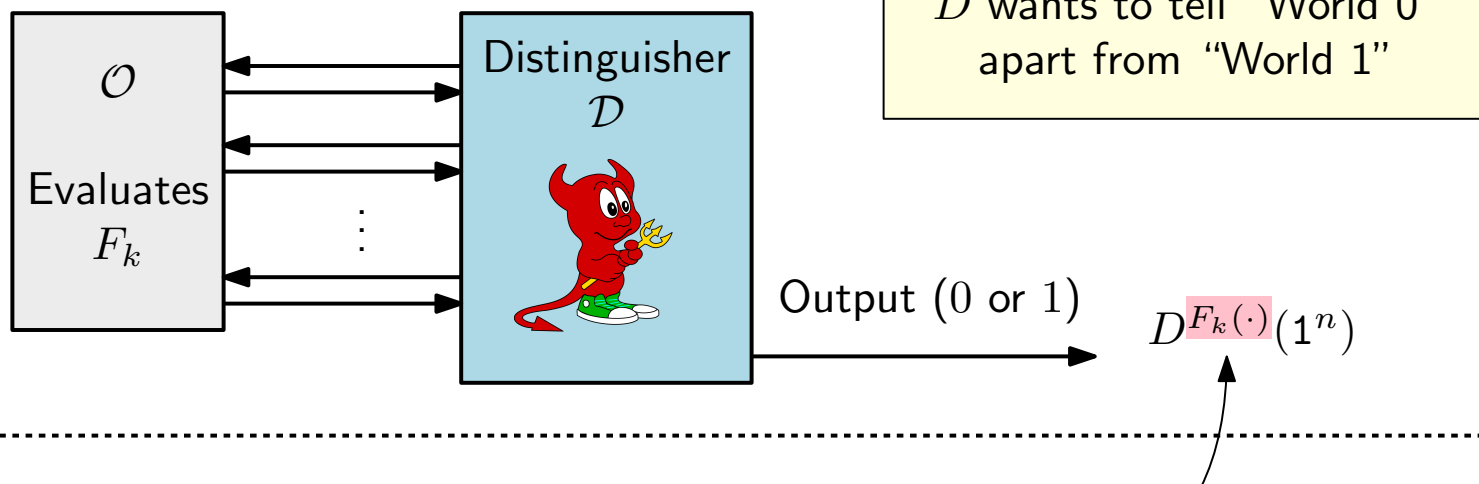 D wants to tell “World 0”
apart from “World 1”
𝒪
Evaluates
F_k
Distinguisher
𝒟
⋮
Output (0 or 1)
D^{F_k(·)}(1^n)